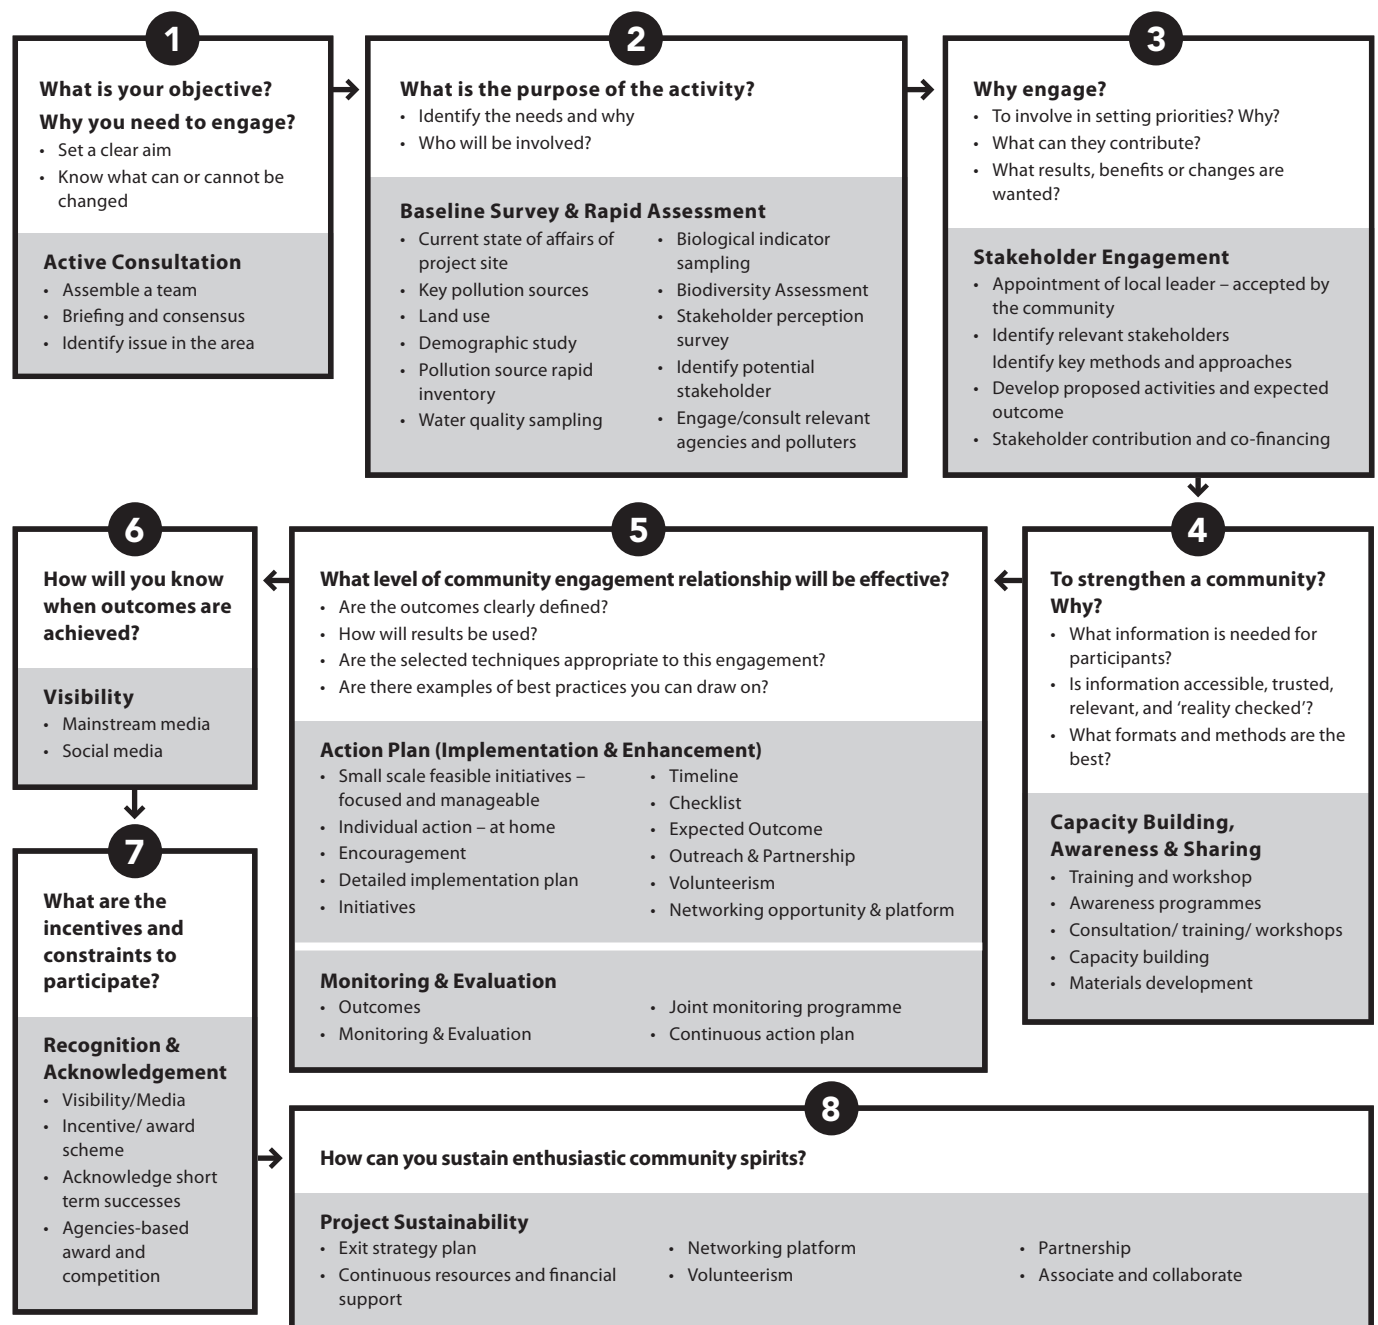 1
What is your objective?
Why you need to engage?
• Set a clear aim
• Know what can or cannot be
changed
Active Consultation
• Assemble a team
• Briefing and consensus
• Identify issue in the area
2
What is the purpose of the activity?
• Identify the needs and why
• Who will be involved?
Baseline Survey & Rapid Assessment
• Current state of affairs of
project site
• Key pollution sources
• Land use
• Demographic study
• Pollution source rapid
inventory
• Water quality sampling
• Biological indicator
sampling
• Biodiversity Assessment
• Stakeholder perception
survey
• Identify potential
stakeholder
• Engage/consult relevant
agencies and polluters
3
Why engage?
• To involve in setting priorities? Why?
• What can they contribute?
• What results, benefits or changes are
wanted?
Stakeholder Engagement
• Appointment of local leader – accepted by
the community
• Identify relevant stakeholders
Identify key methods and approaches
• Develop proposed activities and expected
outcome
• Stakeholder contribution and co-financing
4
To strengthen a community?
Why?
• What information is needed for
participants?
• Is information accessible, trusted,
relevant, and ‘reality checked’?
• What formats and methods are the
best?
Capacity Building,
Awareness & Sharing
• Training and workshop
• Awareness programmes
• Consultation/ training/ workshops
• Capacity building
• Materials development
5
What level of community engagement relationship will be effective?
• Are the outcomes clearly defined?
• How will results be used?
• Are the selected techniques appropriate to this engagement?
• Are there examples of best practices you can draw on?
Action Plan (Implementation & Enhancement)
• Small scale feasible initiatives –
focused and manageable
• Individual action – at home
• Encouragement
• Detailed implementation plan
• Initiatives
• Timeline
• Checklist
• Expected Outcome
• Outreach & Partnership
• Volunteerism
• Networking opportunity & platform
Monitoring & Evaluation
• Outcomes
• Monitoring & Evaluation
• Joint monitoring programme
• Continuous action plan
6
How will you know
when outcomes are
achieved?
Visibility
• Mainstream media
• Social media
7
What are the
incentives and
constraints to
participate?
Recognition &
Acknowledgement
• Visibility/Media
• Incentive/ award
scheme
• Acknowledge short
term successes
• Agencies-based
award and
competition
8
How can you sustain enthusiastic community spirits?
Project Sustainability
• Exit strategy plan
• Continuous resources and financial
support
• Networking platform
• Volunteerism
• Partnership
• Associate and collaborate